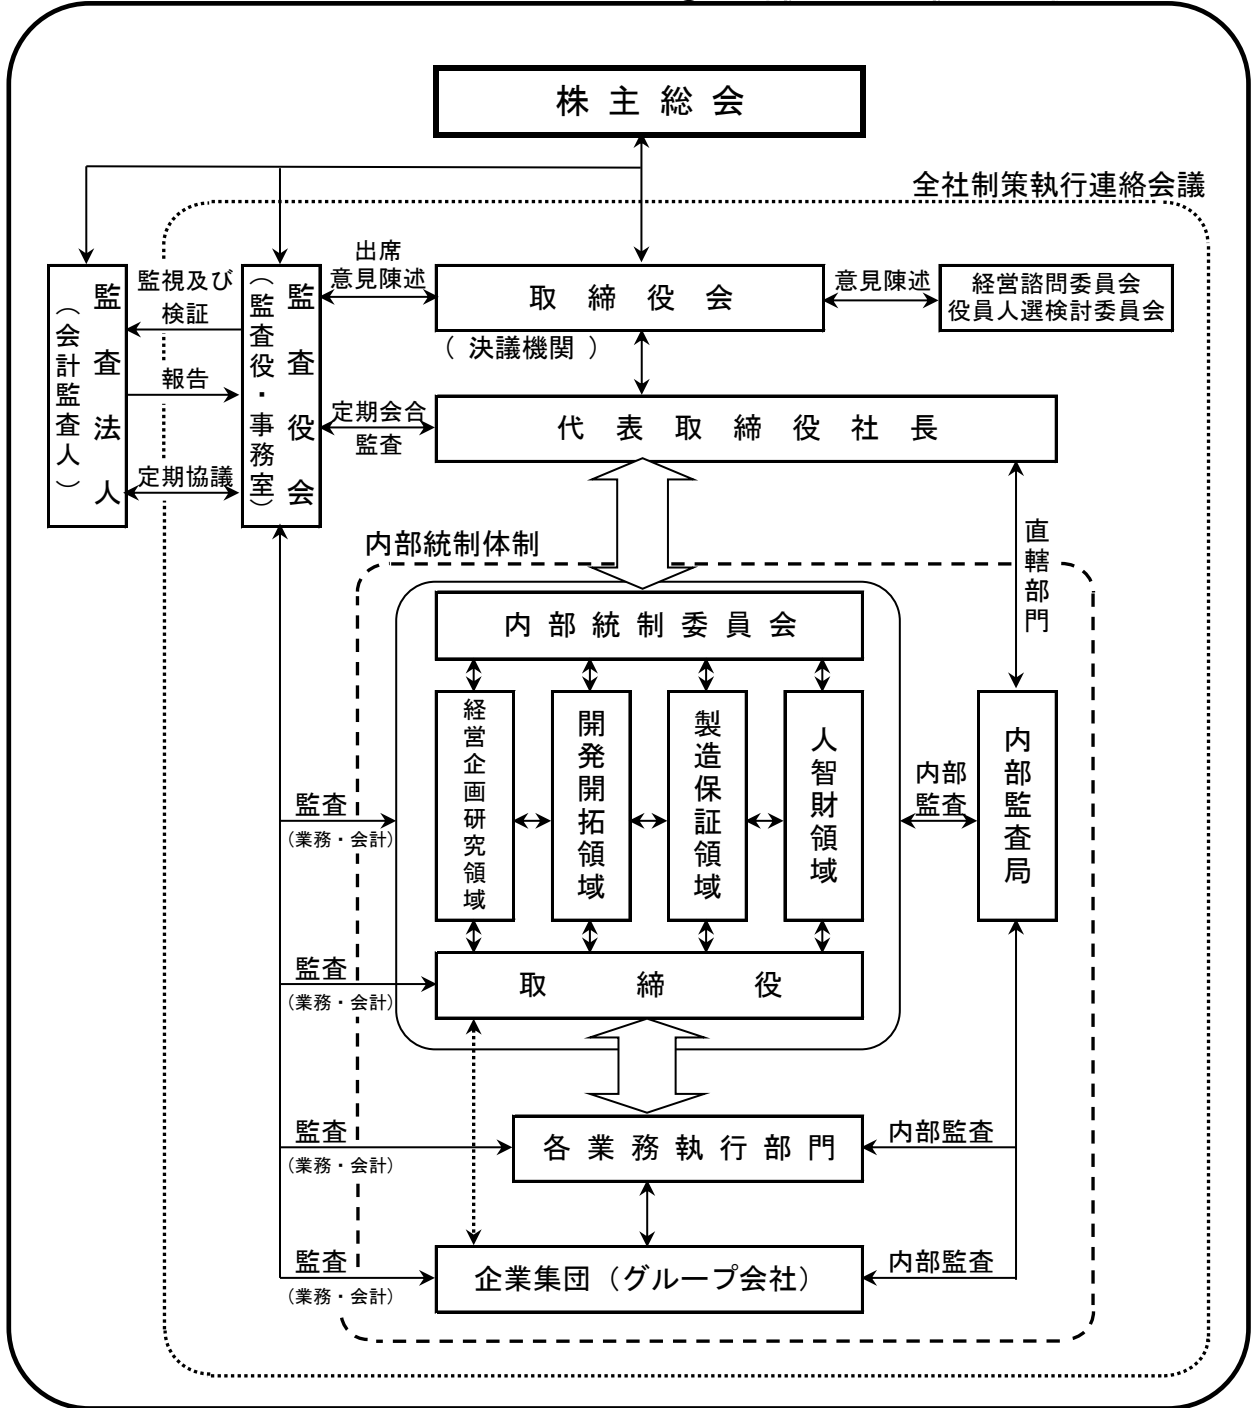 株主総会
全社制策執行連絡会議
監査法人
（会計監査人）
監視及び
検証
報告
定期協議
監査役会
（監査役・事務室）
出席
意見陳述
取締役会
（決議機関）
意見陳述
経営諮問委員会
役員人選検討委員会
定期会合
監査
代表取締役社長
直轄部門
内部統制体制
内部統制委員会
経営企画研究領域
開発開拓領域
製造保証領域
人智財領域
内部
監査
内部監査局
監査
（業務・会計）
取締役
監査
（業務・会計）
各業務執行部門
監査
（業務・会計）
内部監査
企業集団（グループ会社）
監査
（業務・会計）
内部監査